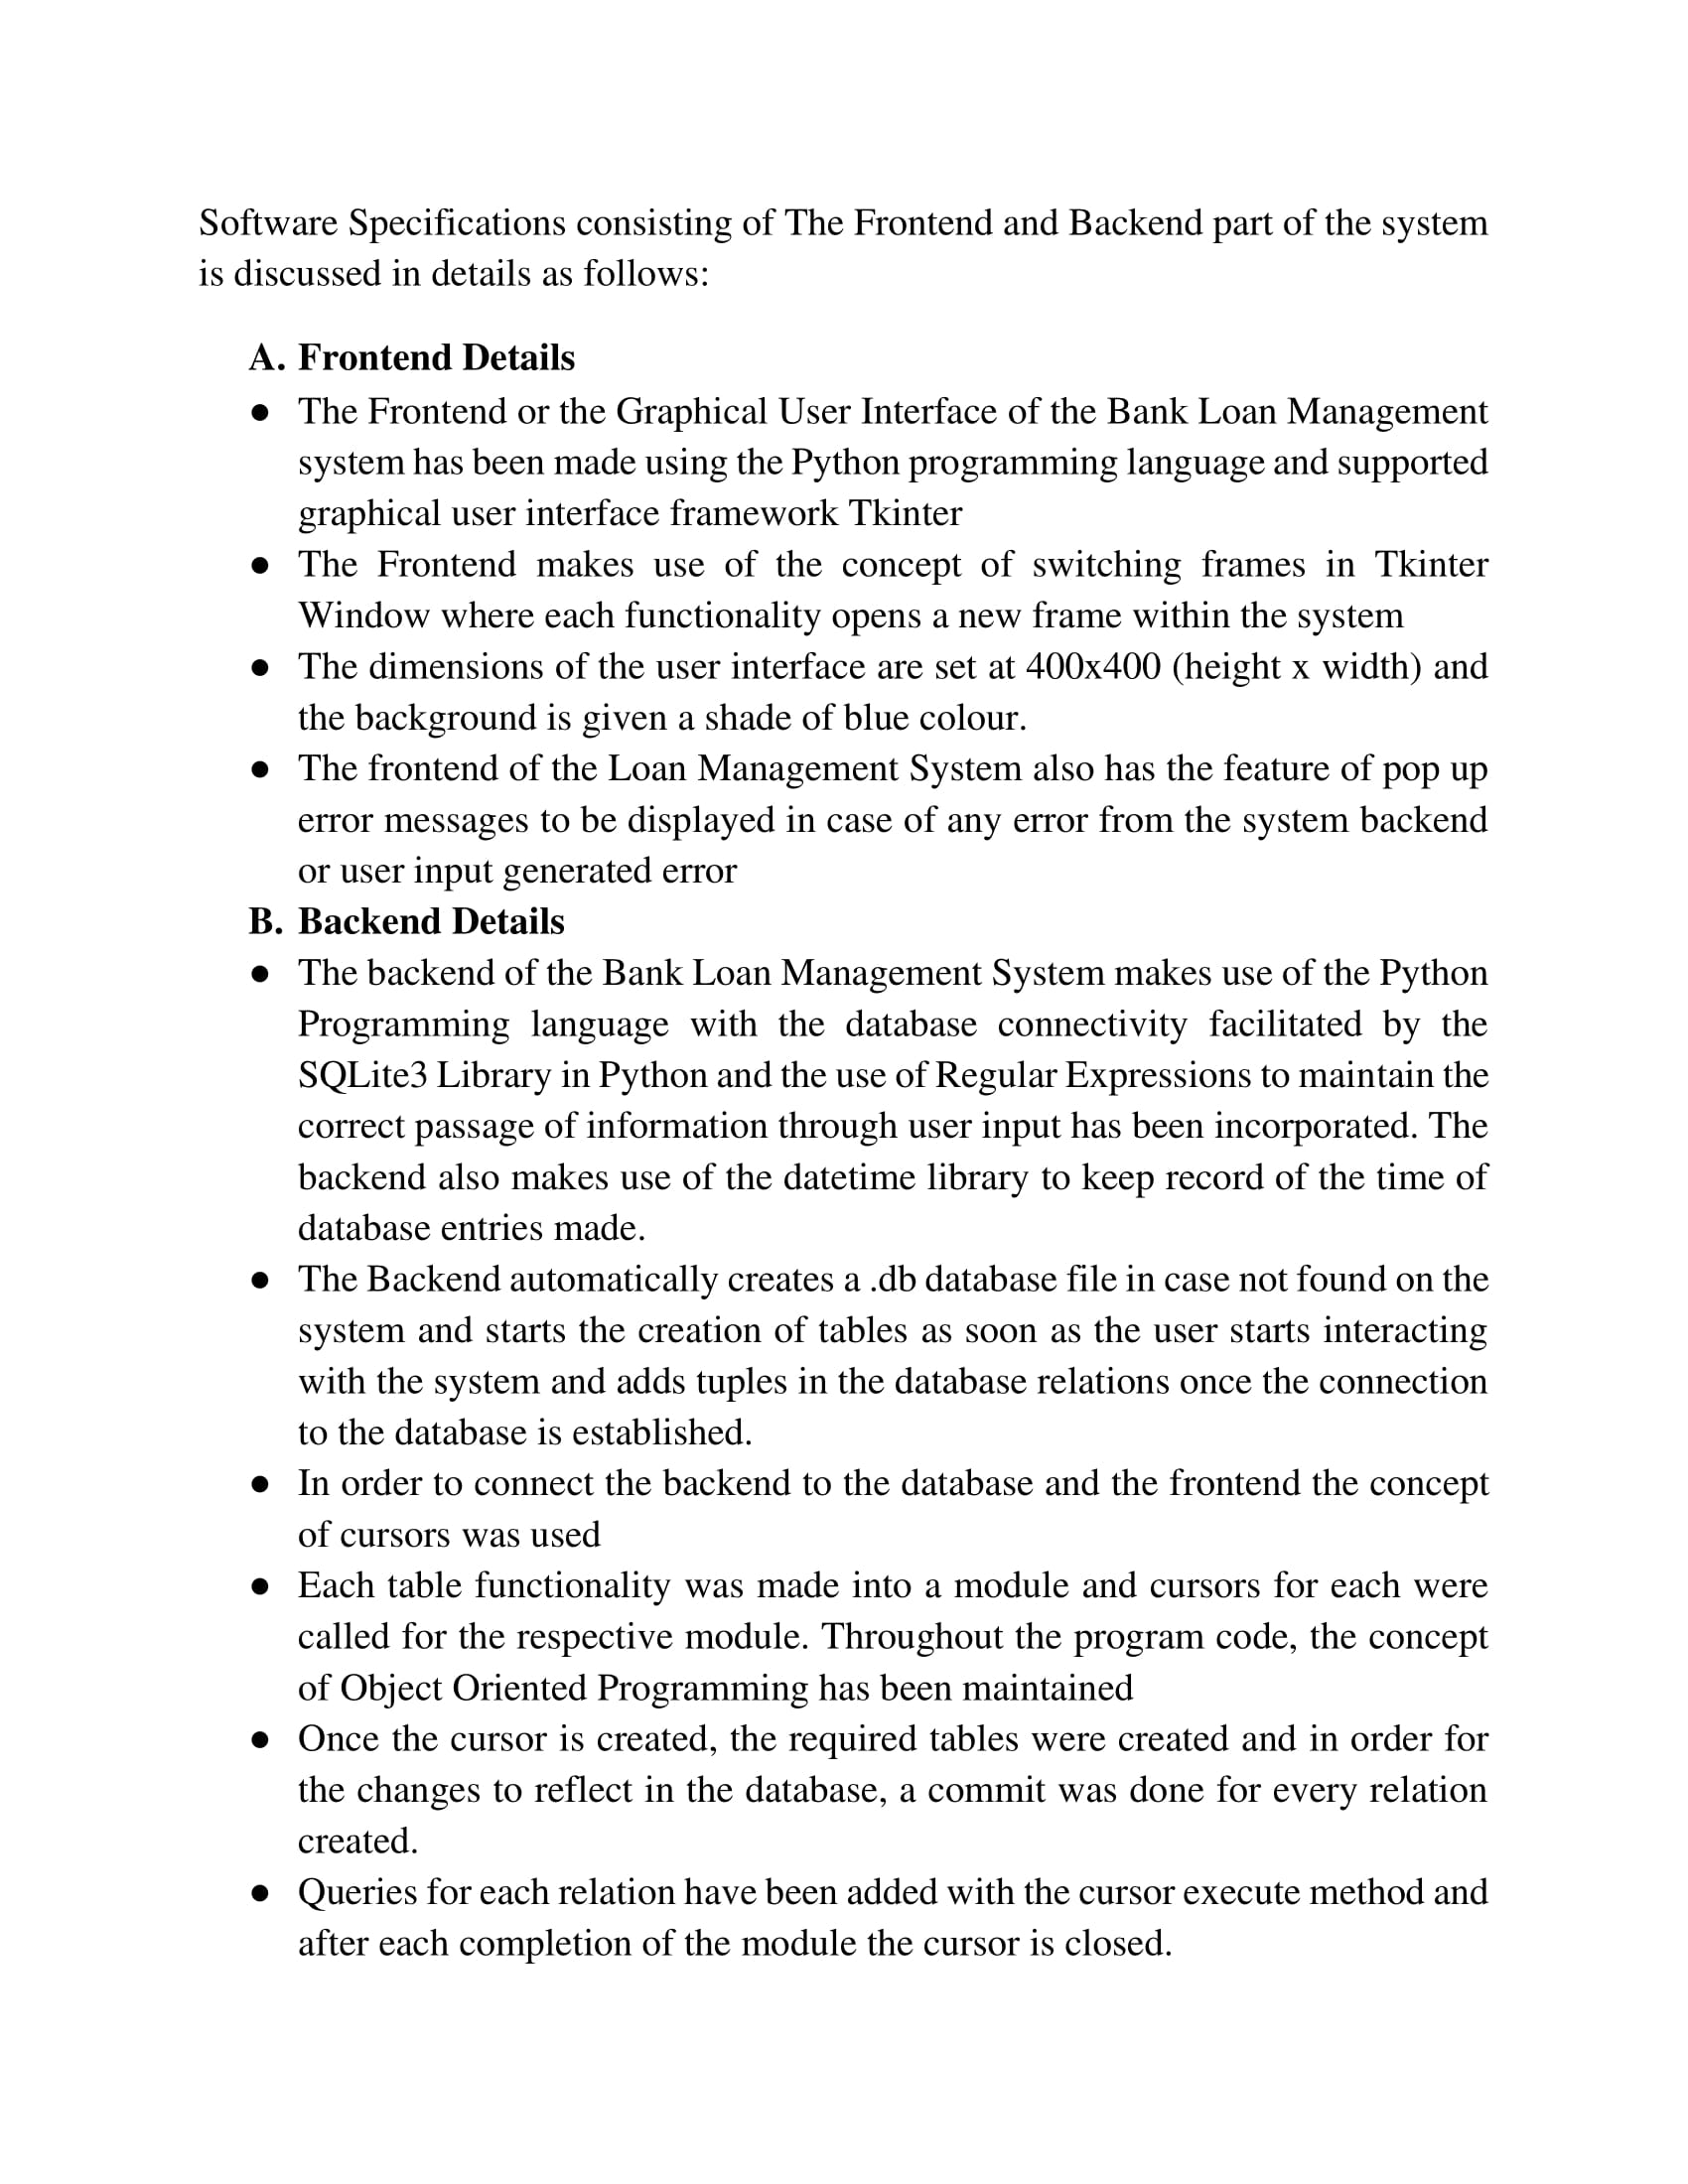 Software Specifications consisting of The Frontend and Backend part of the system
is discussed in details as follows:
A. Frontend Details
● The Frontend or the Graphical User Interface of the Bank Loan Management
system has been made using the Python programming language and supported
graphical user interface framework Tkinter
● The Frontend makes use of the concept of switching frames in Tkinter
Window where each functionality opens a new frame within the system
● The dimensions of the user interface are set at 400x400 (height x width) and
the background is given a shade of blue colour.
● The frontend of the Loan Management System also has the feature of pop up
error messages to be displayed in case of any error from the system backend
or user input generated error
B. Backend Details
● The backend of the Bank Loan Management System makes use of the Python
Programming language with the database connectivity facilitated by the
SQLite3 Library in Python and the use of Regular Expressions to maintain the
correct passage of information through user input has been incorporated. The
backend also makes use of the datetime library to keep record of the time of
database entries made.
● The Backend automatically creates a .db database file in case not found on the
system and starts the creation of tables as soon as the user starts interacting
with the system and adds tuples in the database relations once the connection
to the database is established.
● In order to connect the backend to the database and the frontend the concept
of cursors was used
● Each table functionality was made into a module and cursors for each were
called for the respective module. Throughout the program code, the concept
of Object Oriented Programming has been maintained
● Once the cursor is created, the required tables were created and in order for
the changes to reflect in the database, a commit was done for every relation
created.
● Queries for each relation have been added with the cursor execute method and
after each completion of the module the cursor is closed.